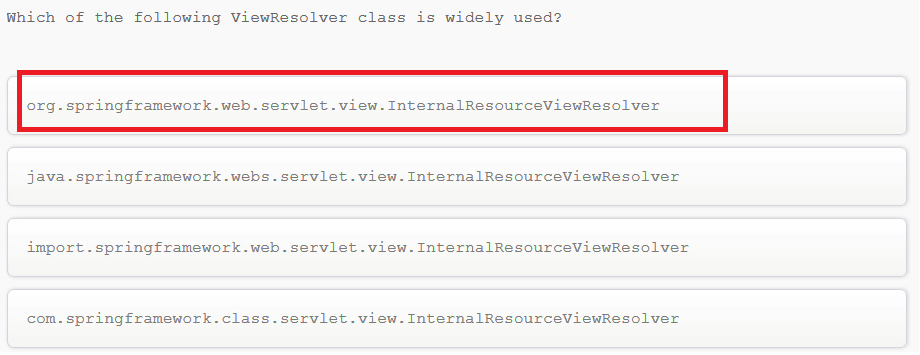 Which of the following ViewResolver class is widely used?
org.springframework.web.servlet.view.InternalResourceViewResolver
java.springframework.webs.servlet.view.InternalResourceViewResolver
import.springframework.web.servlet.view.InternalResourceViewResolver
com.springframework.class.servlet.view.InternalResourceViewResolver